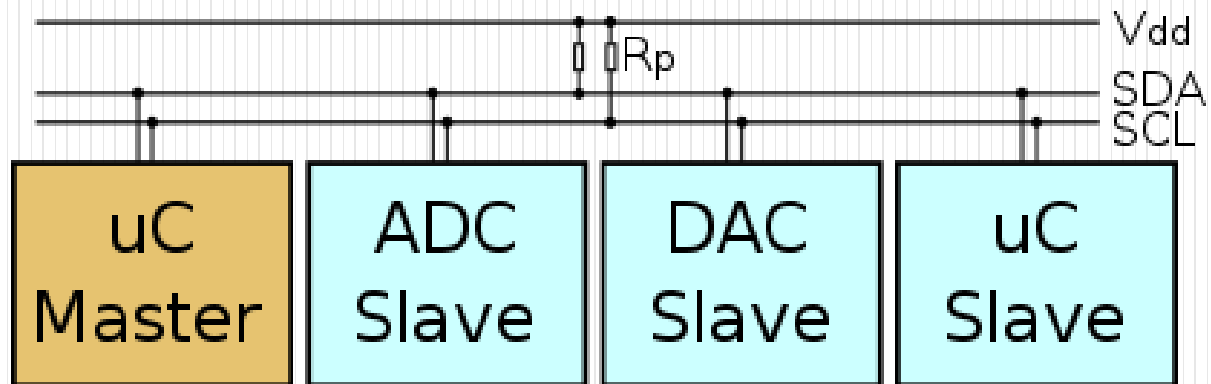 Vdd
Rp
SDA
SCL
uC
Master
ADC
Slave
DAC
Slave
uC
Slave